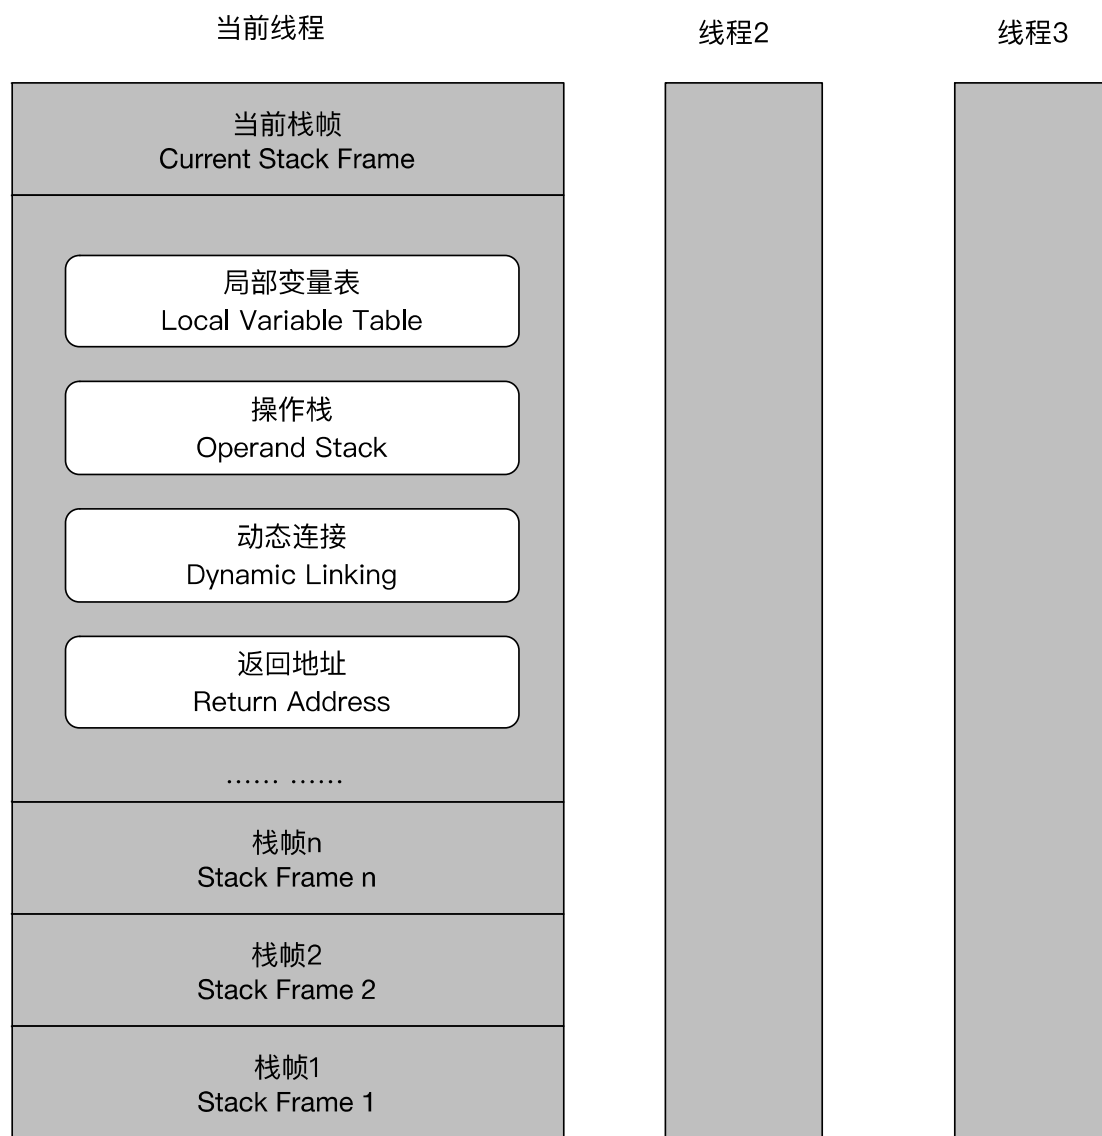 当前线程
线程2
线程3
当前栈帧
Current Stack Frame
局部变量表
Local Variable Table
操作栈
Operand Stack
动态连接
Dynamic Linking
返回地址
Return Address
…… ……
栈帧n
Stack Frame n
栈帧2
Stack Frame 2
栈帧1
Stack Frame 1